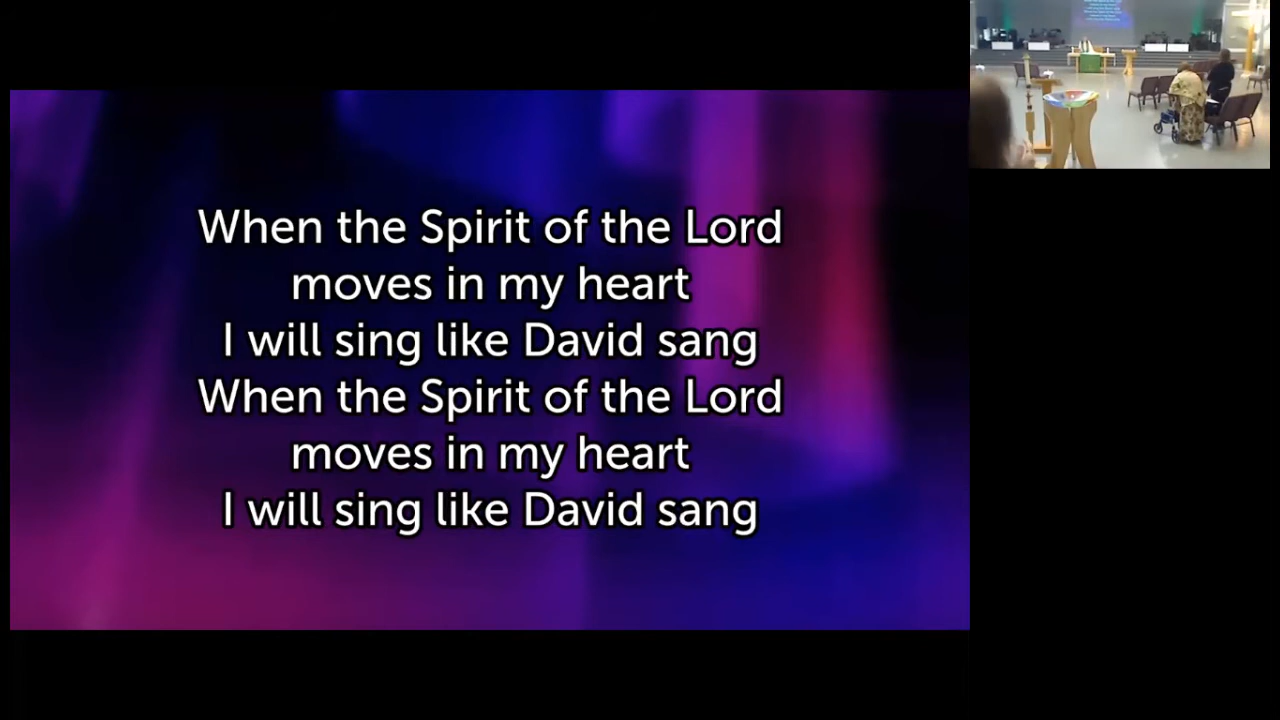 When the Spirit of the Lord
moves in my heart
I will sing like David sang
When the Spirit of the Lord
moves in my heart
I will sing like David sang